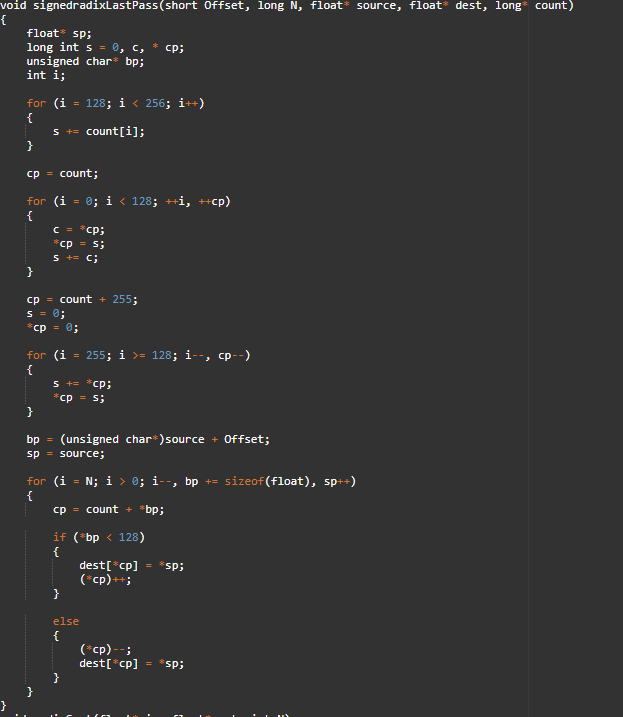 void signedradixLastPass(short Offset, long N, float* source, float* dest, long* count)
{
float* sp;
long int s = 0, c, * cp;
unsigned char* bp;
int i;
for (i = 128; i < 256; i++)
{
s += count[i];
}
cp = count;
for (i = 0; i < 128; ++i, ++cp)
{
c = *cp;
*cp = s;
s += c;
}
cp = count + 255;
s = 0;
*cp = 0;
for (i = 255; i >= 128; i--, cp--)
{
s += *cp;
*cp = s;
}
bp = (unsigned char*)source + Offset;
sp = source;
for (i = N; i > 0; i--, bp += sizeof(float), sp++)
{
cp = count + *bp;
if (*bp < 128)
{
dest[*cp] = *sp;
(*cp)++;
}
else
{
(*cp)--;
dest[*cp] = *sp;
}
}
}